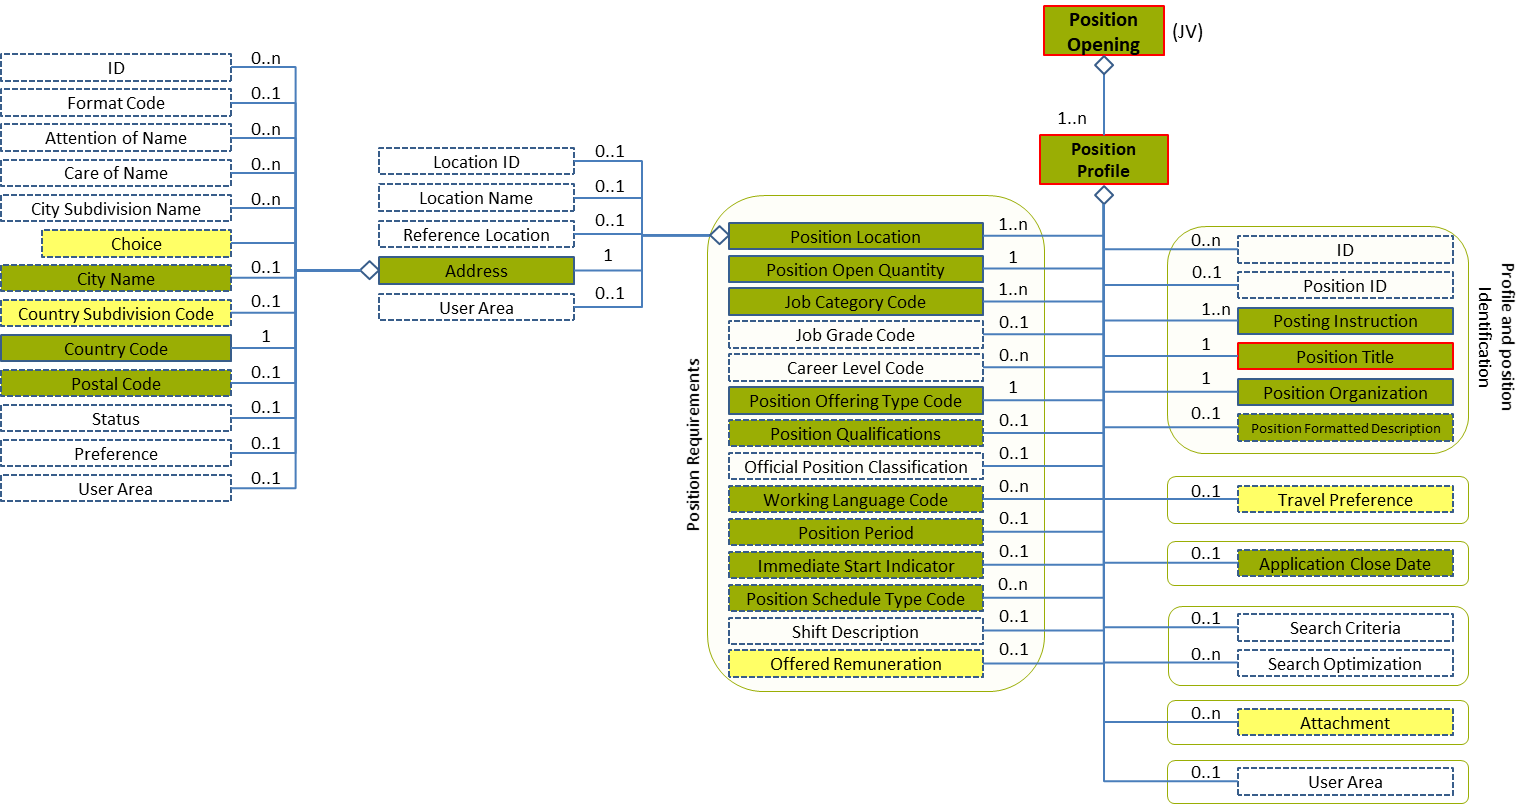 Position
Opening
(JV)
1..n
Position
Profile
ID
0..n
Format Code
0..1
Attention of Name
0..n
Care of Name
0..n
City Subdivision Name
0..n
Choice
City Name
0..1
Country Subdivision Code
0..1
Country Code
1
Postal Code
0..1
Status
0..1
Preference
0..1
User Area
0..1
Location ID
0..1
Location Name
0..1
Reference Location
0..1
Address
1
User Area
0..1
Position Requirements
Position Location
1..n
Position Open Quantity
1
Job Category Code
1..n
Job Grade Code
0..1
Career Level Code
0..n
Position Offering Type Code
1
Position Qualifications
0..1
Official Position Classification
0..1
Working Language Code
0..n
Position Period
0..1
Immediate Start Indicator
0..1
Position Schedule Type Code
0..n
Shift Description
0..1
Offered Remuneration
0..1
Profile and position
Identification
0..n
ID
0..1
Position ID
1..n
Posting Instruction
1
Position Title
1
Position Organization
0..1
Position Formatted Description
0..1
Travel Preference
0..1
Application Close Date
0..1
Search Criteria
0..n
Search Optimization
0..n
Attachment
0..1
User Area